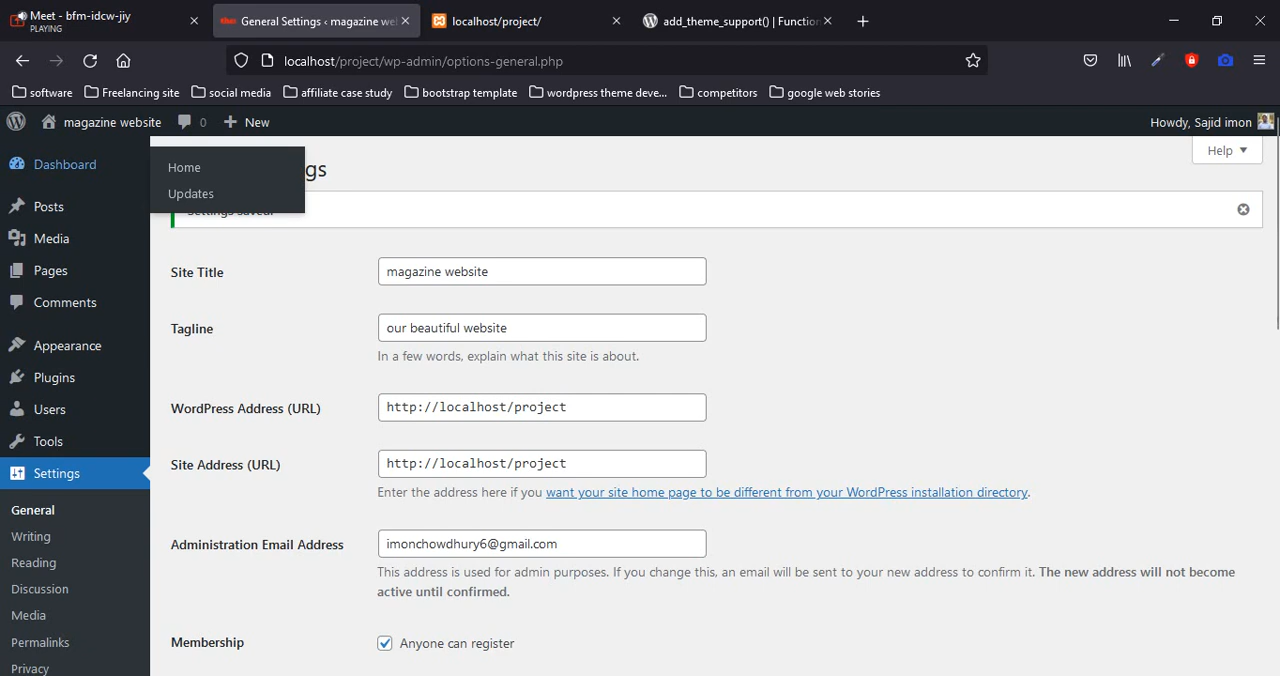 Meet - bfm-idcw-jiy
PLAYING
General Settings ‹ magazine we
localhost/project/
add_theme_support() | Function
localhost/project/wp-admin/options-general.php
software
Freelancing site
social media
affiliate case study
bootstrap template
wordpress theme deve...
competitors
google web stories
magazine website
0
New
Howdy, Sajid imon
Dashboard
Home
Updates
gs
Help
Settings saved.
Posts
Media
Pages
Comments
Appearance
Plugins
Users
Tools
Settings
General
Writing
Reading
Discussion
Media
Permalinks
Privacy
Site Title
magazine website
Tagline
our beautiful website
In a few words, explain what this site is about.
WordPress Address (URL)
http://localhost/project
Site Address (URL)
http://localhost/project
Enter the address here if you want your site home page to be different from your WordPress installation directory.
Administration Email Address
imonchowdhury6@gmail.com
This address is used for admin purposes. If you change this, an email will be sent to your new address to confirm it. The new address will not become
active until confirmed.
Membership
Anyone can register